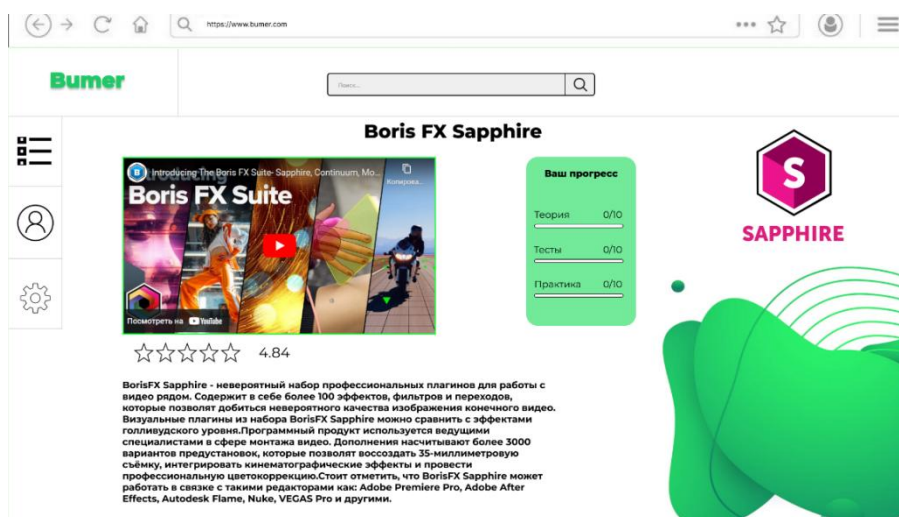 https://www.bumer.com
Bumer
Поиск...
Boris FX Sapphire
Introducing The Boris FX Suite- Sapphire, Continuum, Mo...
Копирова...
Boris FX Suite
Посмотреть на YouTube
4.84
Ваш прогресс
Теория 0/10
Тесты 0/10
Практика 0/10
S
SAPPHIRE
BorisFX Sapphire - невероятный набор профессиональных плагинов для работы с
видео рядом. Содержит в себе более 100 эффектов, фильтров и переходов,
которые позволят добиться невероятного качества изображения конечного видео.
Визуальные плагины из набора BorisFX Sapphire можно сравнить с эффектами
голливудского уровня.Программный продукт используется ведущими
специалистами в сфере монтажа видео. Дополнения насчитывают более 3000
вариантов предустановок, которые позволят воссоздать 35-миллиметровую
съёмку, интегрировать кинематографические эффекты и провести
профессиональную цветокоррекцию.Стоит отметить, что BorisFX Sapphire может
работать в связке с такими редакторами как: Adobe Premiere Pro, Adobe After
Effects, Autodesk Flame, Nuke, VEGAS Pro и другими.